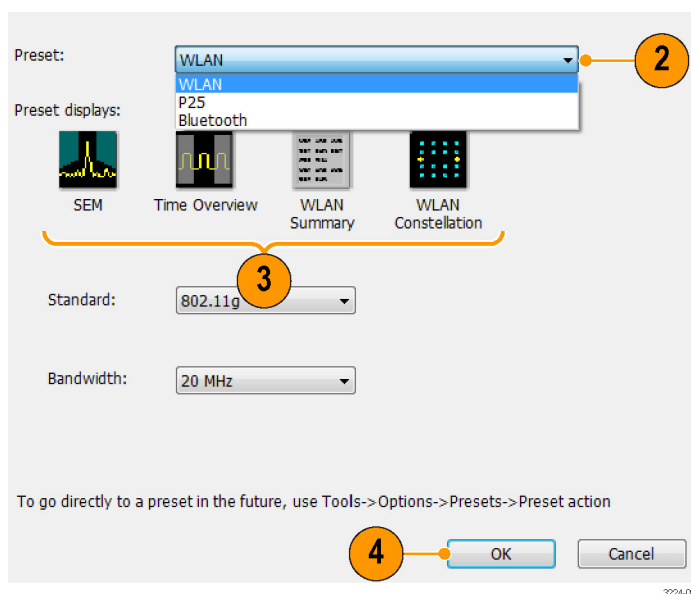 Preset:
WLAN
2
WLAN
P25
Bluetooth
Preset displays:
SEM
Time Overview
WLAN
Summary
WLAN
Constellation
3
Standard:
802.11g
Bandwidth:
20 MHz
To go directly to a preset in the future, use Tools->Options->Presets->Preset action
4
OK
Cancel